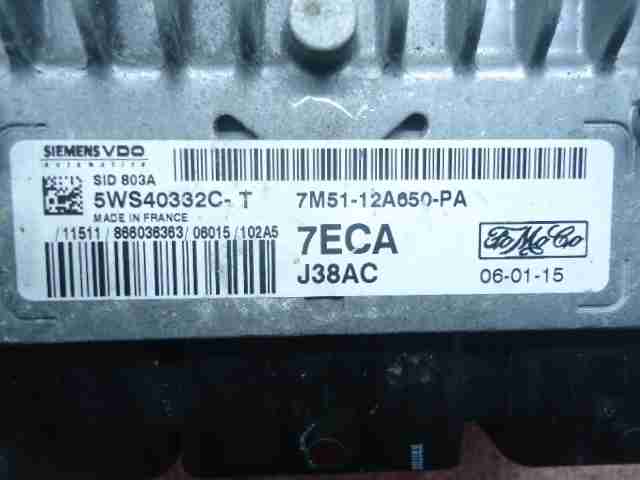 SIEMENS VDO
Automotive
SID 803A
5WS40332C-T 7M51-12A650-PA
MADE IN FRANCE
/11511/866036363/06015/102A5
7ECA
FoMoCo
J38AC
06-01-15